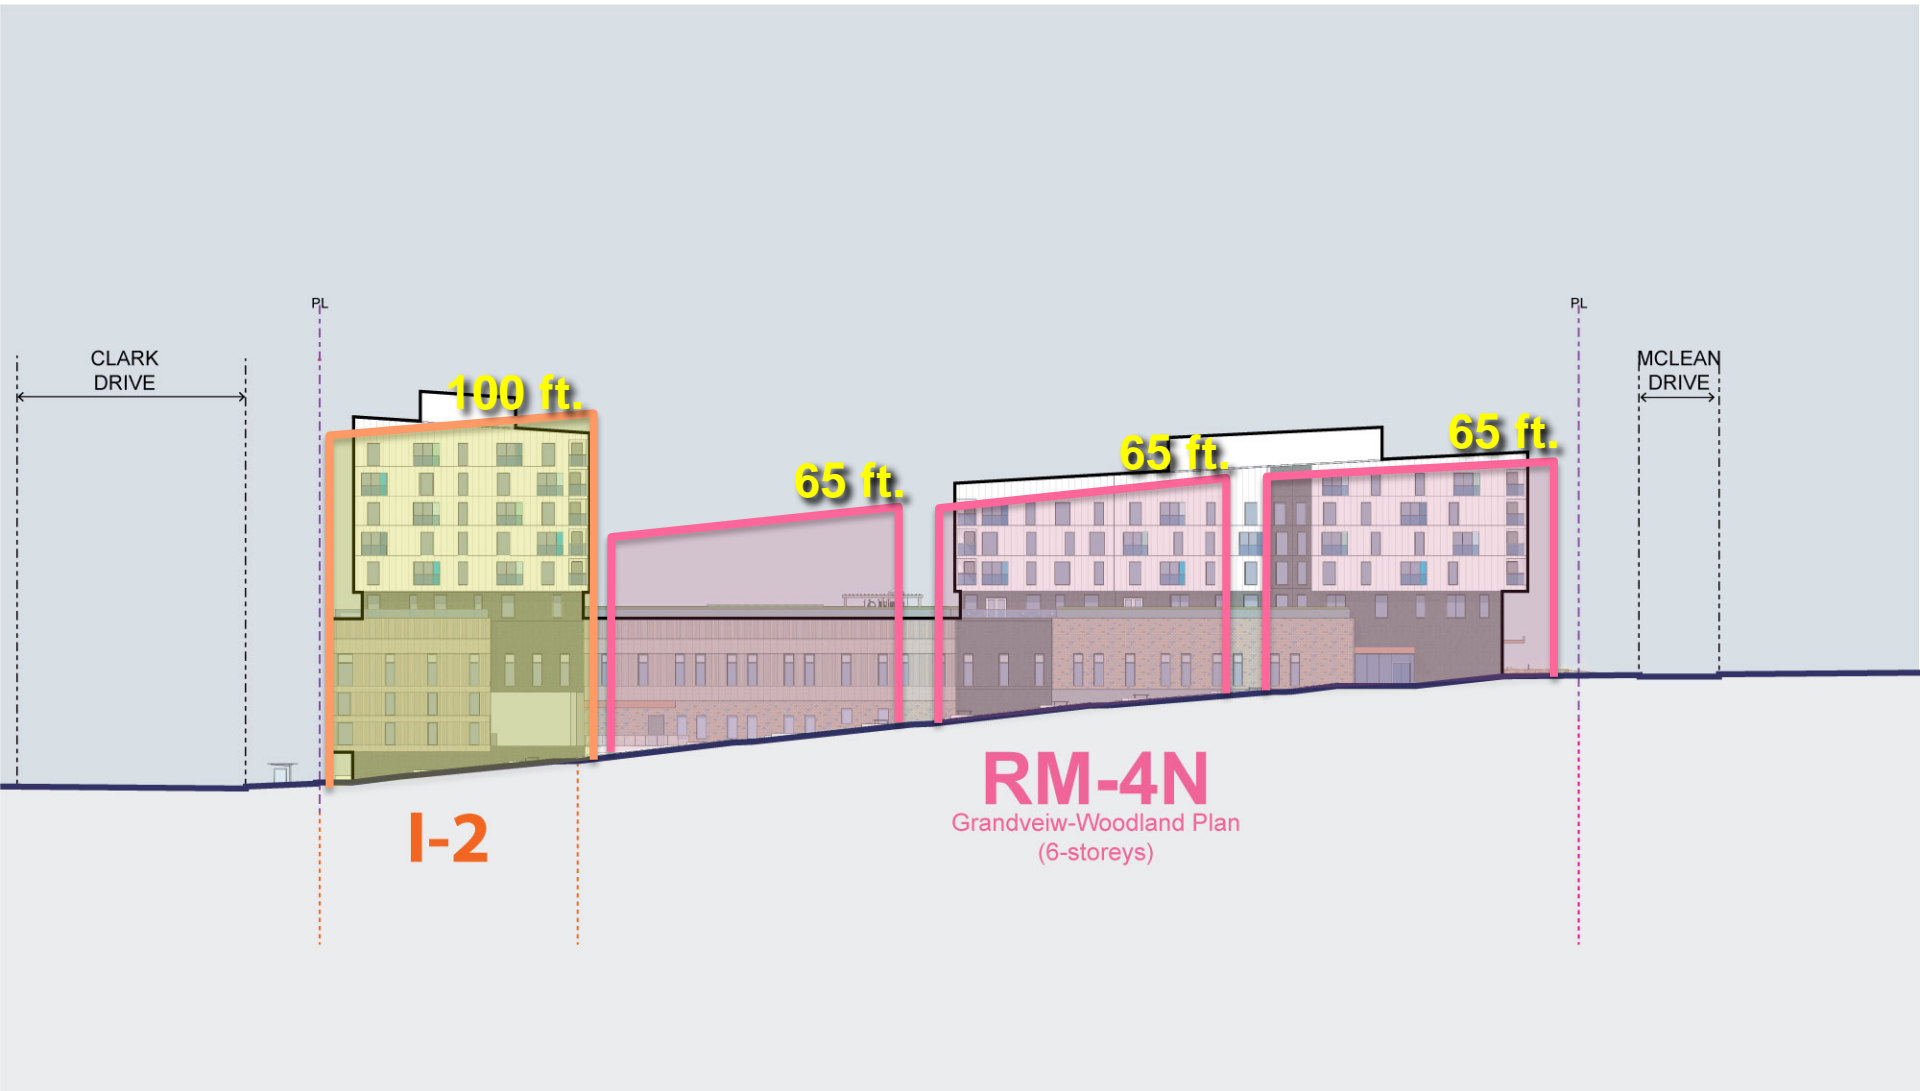 PL
PL
CLARK
DRIVE
MCLEAN
DRIVE
100 ft.
65 ft.
65 ft.
65 ft.
I-2
RM-4N
Grandveiw-Woodland Plan
(6-storeys)